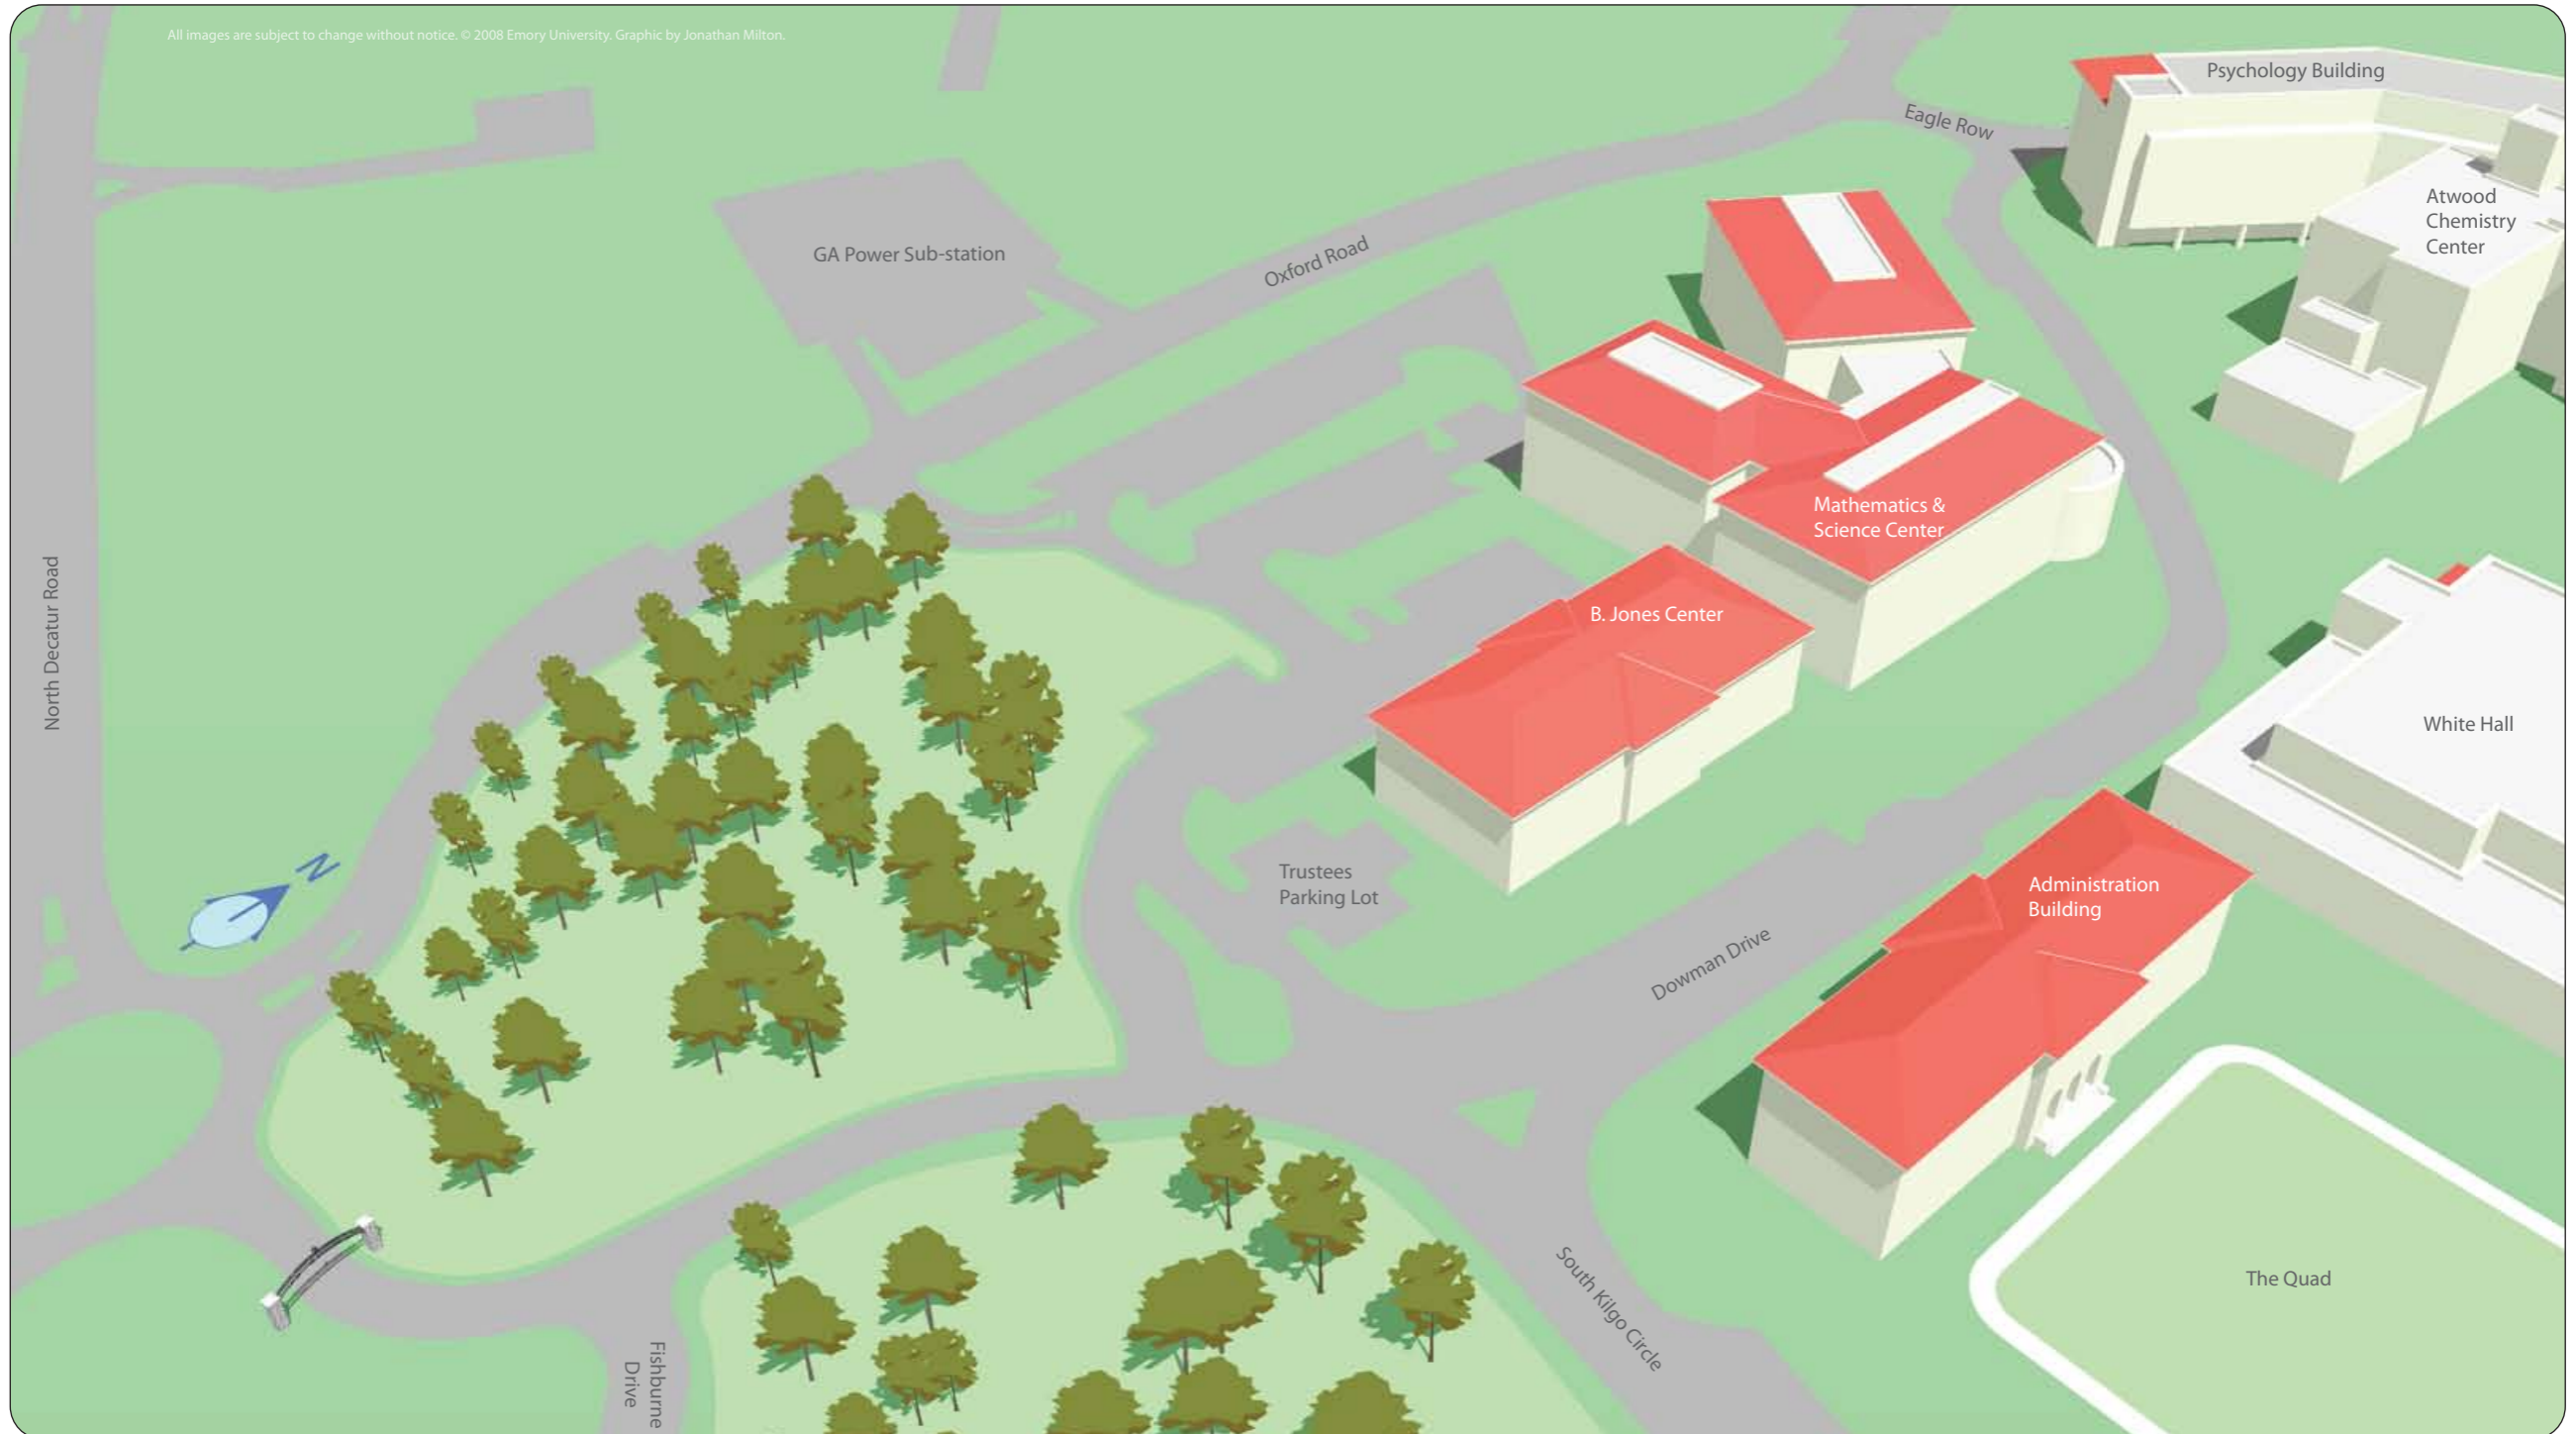 All images are subject to change without notice. © 2008 Emory University. Graphic by Jonathan Milton.
Psychology Building
Eagle Row
Atwood
Chemistry
Center
GA Power Sub-station
Oxford Road
Mathematics &
Science Center
B. Jones Center
North Decatur Road
White Hall
N
Trustees
Parking Lot
Administration
Building
Dowman Drive
The Quad
South Kilgo Circle
Fishburne
Drive